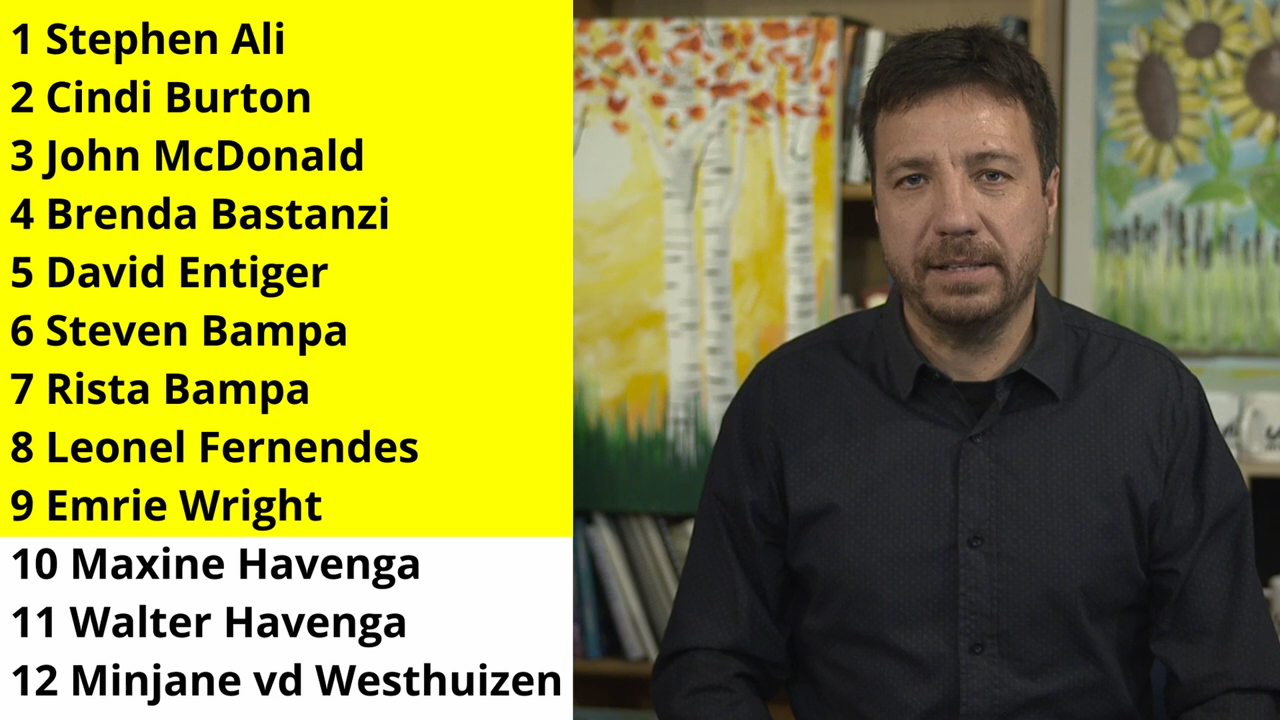 1 Stephen Ali
2 Cindi Burton
3 John McDonald
4 Brenda Bastanzi
5 David Entiger
6 Steven Bampa
7 Rista Bampa
8 Leonel Fernendes
9 Emrie Wright
10 Maxine Havenga
11 Walter Havenga
12 Minjane vd Westhuizen